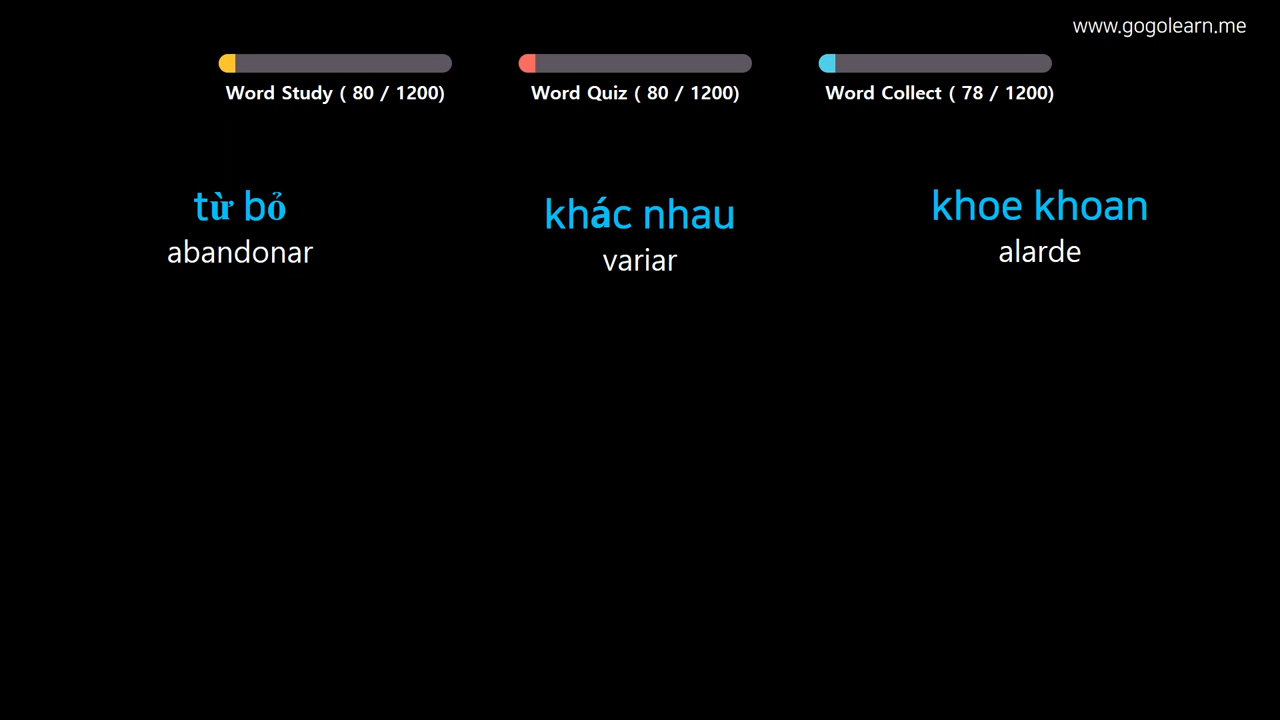 www.gogolearn.me
Word Study ( 80 / 1200)
Word Quiz ( 80 / 1200)
Word Collect ( 78 / 1200)
từ bỏ
abandonar
khác nhau
variar
khoe khoan
alarde